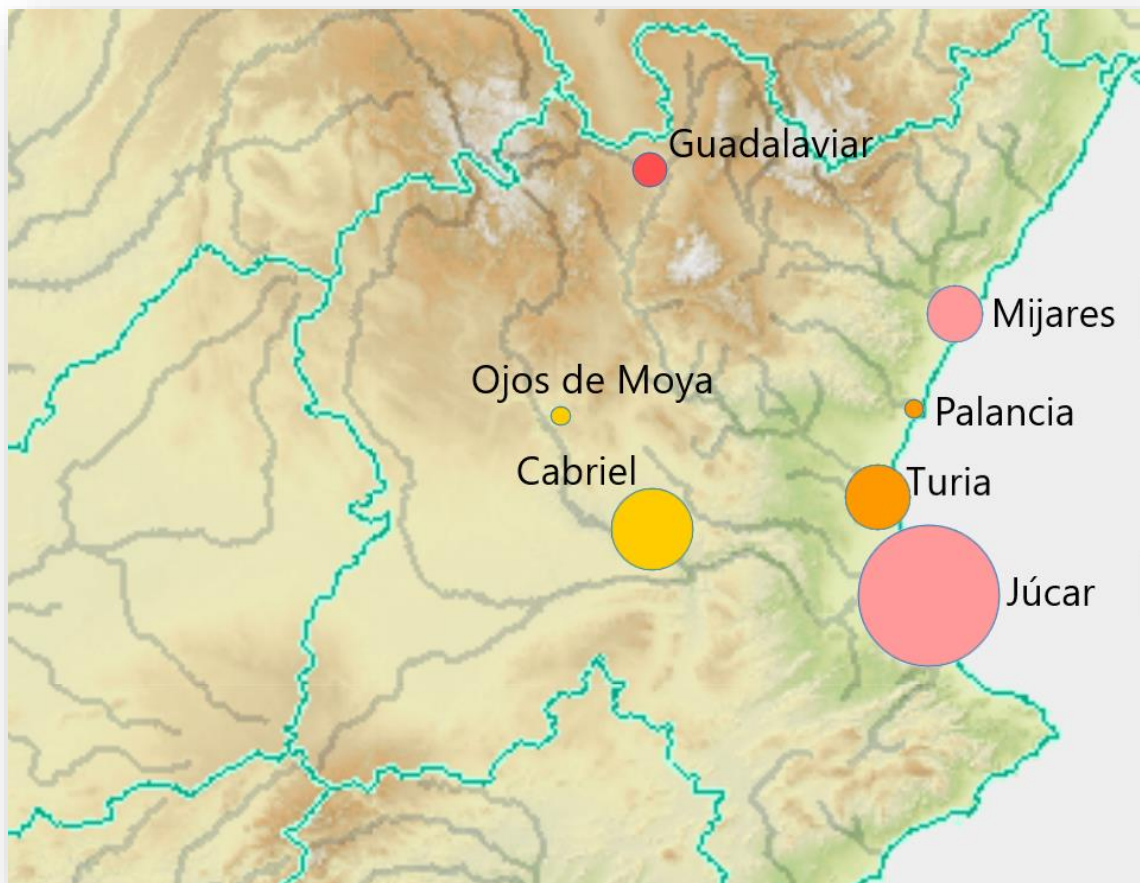 Guadalaviar
Mijares
Ojos de Moya
Palancia
Cabriel
Turia
Júcar